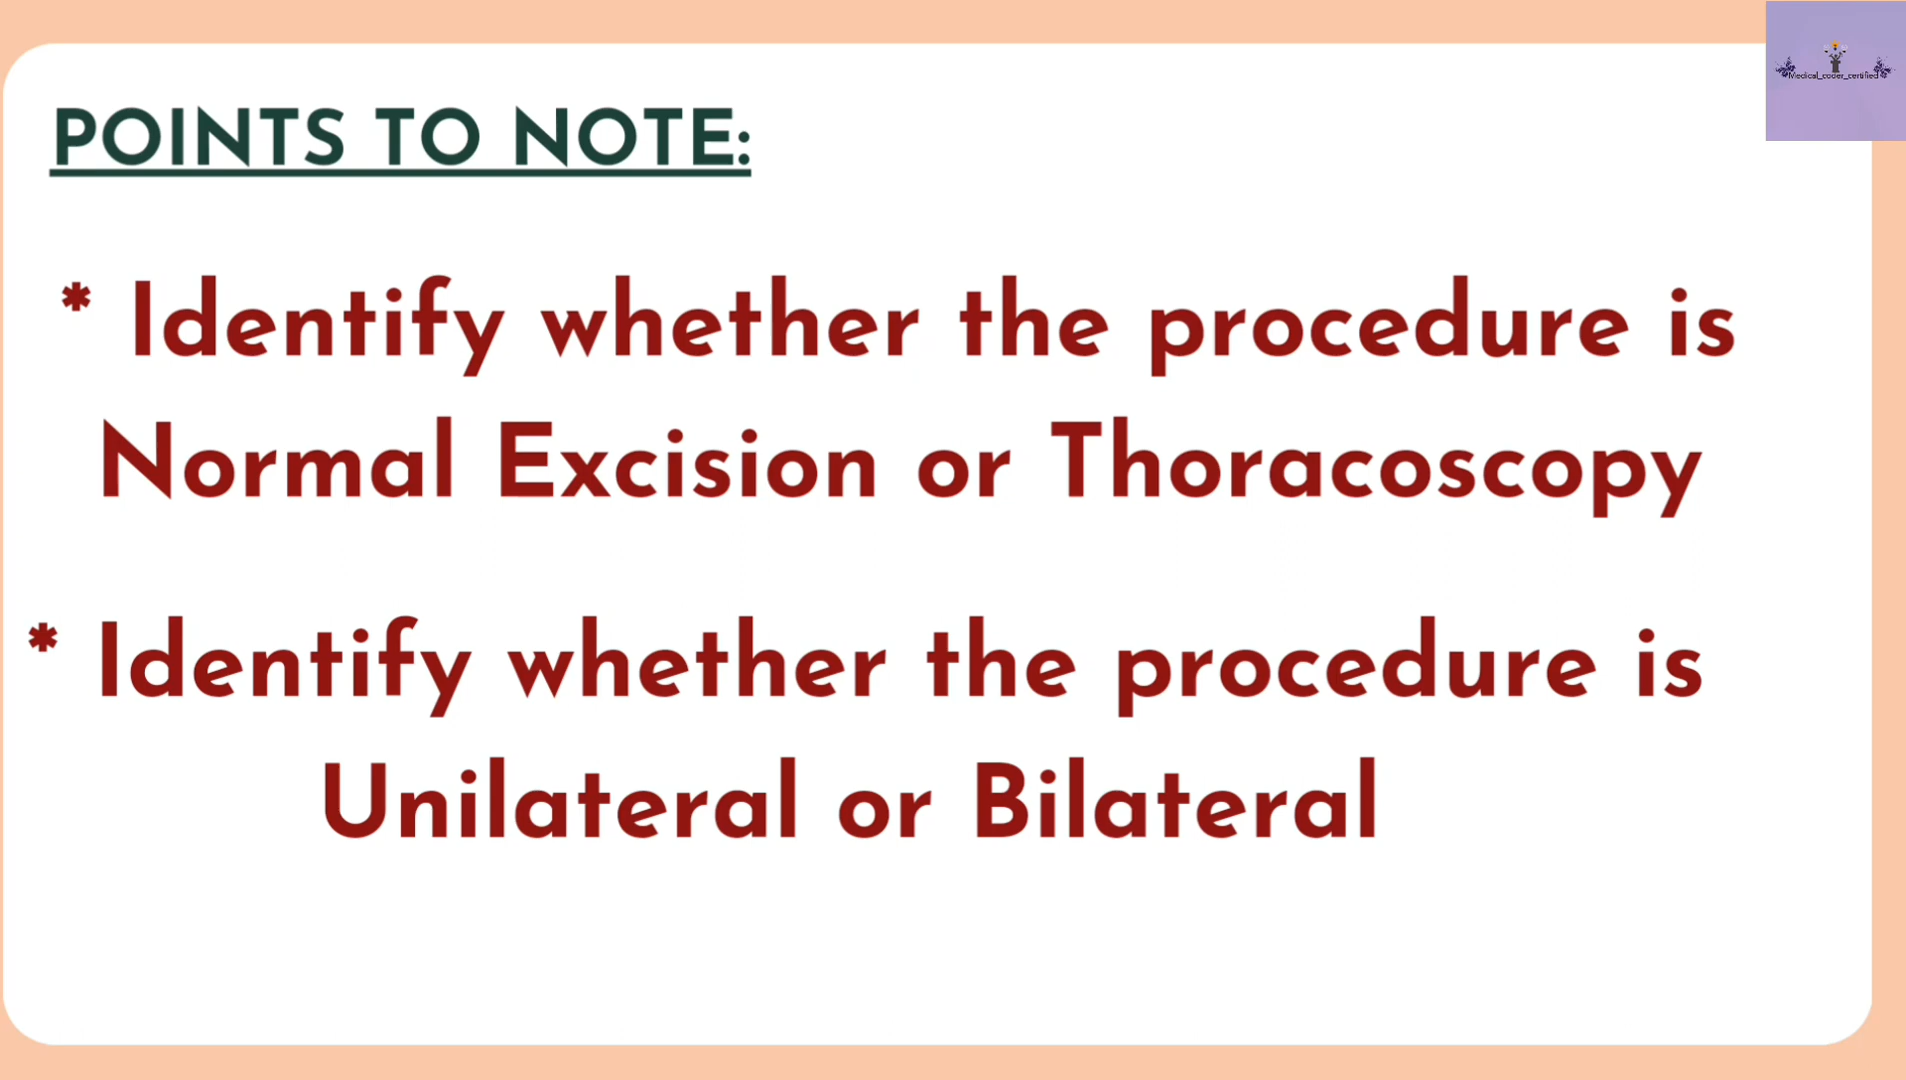 Medical_coder_certified
POINTS TO NOTE:
* Identify whether the procedure is
Normal Excision or Thoracoscopy
* Identify whether the procedure is
Unilateral or Bilateral